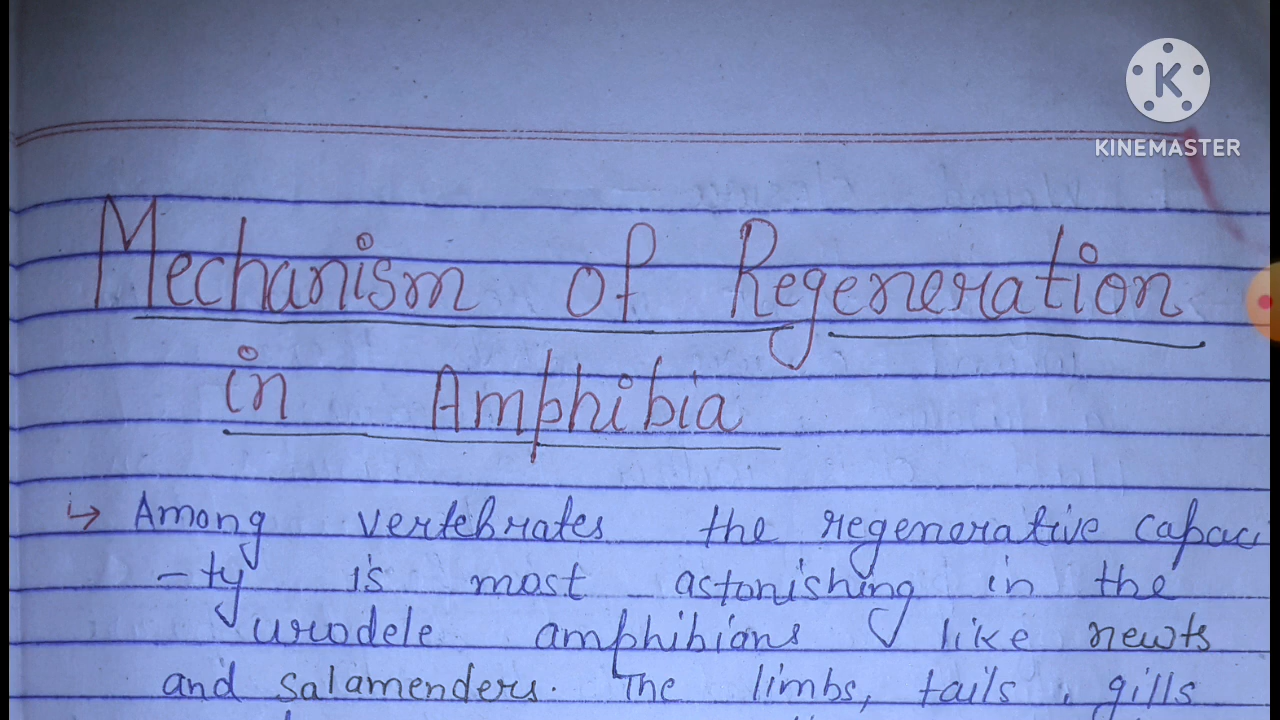 KINEMASTER
Mechanism of Regeneration
in Amphibia
↳ Among vertebrates the regenerative capaci
-ty is most astonishing in the
urodele amphibians like newts
and salamenders. The limbs, tails, gills